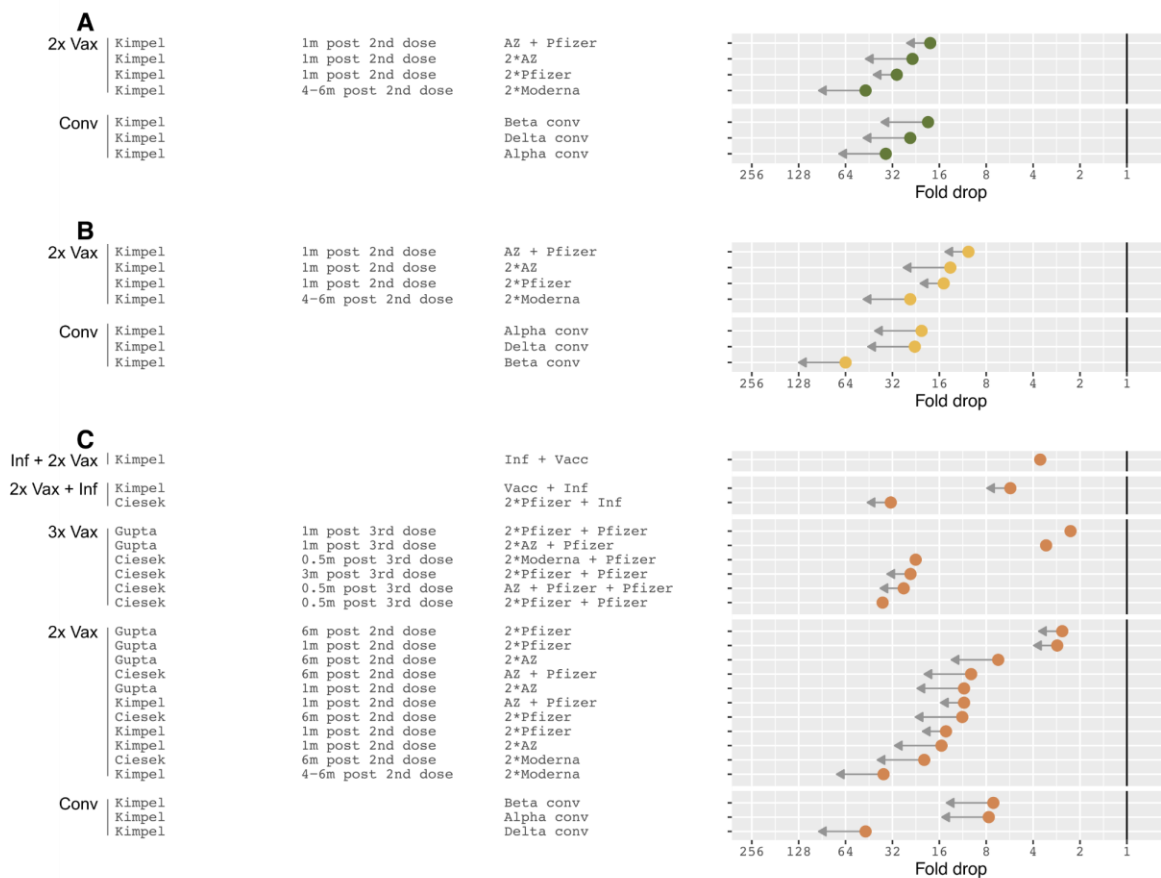 A
2x Vax Kimpel 1m post 2nd dose AZ + Pfizer
Kimpel 1m post 2nd dose 2*AZ
Kimpel 1m post 2nd dose 2*Pfizer
Kimpel 4-6m post 2nd dose 2*Moderna
Conv Kimpel Beta conv
Kimpel Delta conv
Kimpel Alpha conv
256 128 64 32 16 8 4 2 1
Fold drop
B
2x Vax Kimpel 1m post 2nd dose AZ + Pfizer
Kimpel 1m post 2nd dose 2*AZ
Kimpel 1m post 2nd dose 2*Pfizer
Kimpel 4-6m post 2nd dose 2*Moderna
Conv Kimpel Alpha conv
Kimpel Delta conv
Kimpel Beta conv
256 128 64 32 16 8 4 2 1
Fold drop
C
Inf + 2x Vax Kimpel Inf + Vacc
2x Vax + Inf Kimpel Vacc + Inf
Ciesek 2*Pfizer + Inf
3x Vax Gupta 1m post 3rd dose 2*Pfizer + Pfizer
Gupta 1m post 3rd dose 2*AZ + Pfizer
Ciesek 0.5m post 3rd dose 2*Moderna + Pfizer
Ciesek 3m post 3rd dose 2*Pfizer + Pfizer
Ciesek 0.5m post 3rd dose AZ + Pfizer + Pfizer
Ciesek 0.5m post 3rd dose 2*Pfizer + Pfizer
2x Vax Gupta 6m post 2nd dose 2*Pfizer
Gupta 1m post 2nd dose 2*Pfizer
Gupta 6m post 2nd dose 2*AZ
Ciesek 6m post 2nd dose AZ + Pfizer
Gupta 1m post 2nd dose 2*AZ
Kimpel 1m post 2nd dose AZ + Pfizer
Ciesek 6m post 2nd dose 2*Pfizer
Kimpel 1m post 2nd dose 2*Pfizer
Kimpel 1m post 2nd dose 2*AZ
Ciesek 6m post 2nd dose 2*Moderna
Kimpel 4-6m post 2nd dose 2*Moderna
Conv Kimpel Beta conv
Kimpel Alpha conv
Kimpel Delta conv
256 128 64 32 16 8 4 2 1
Fold drop